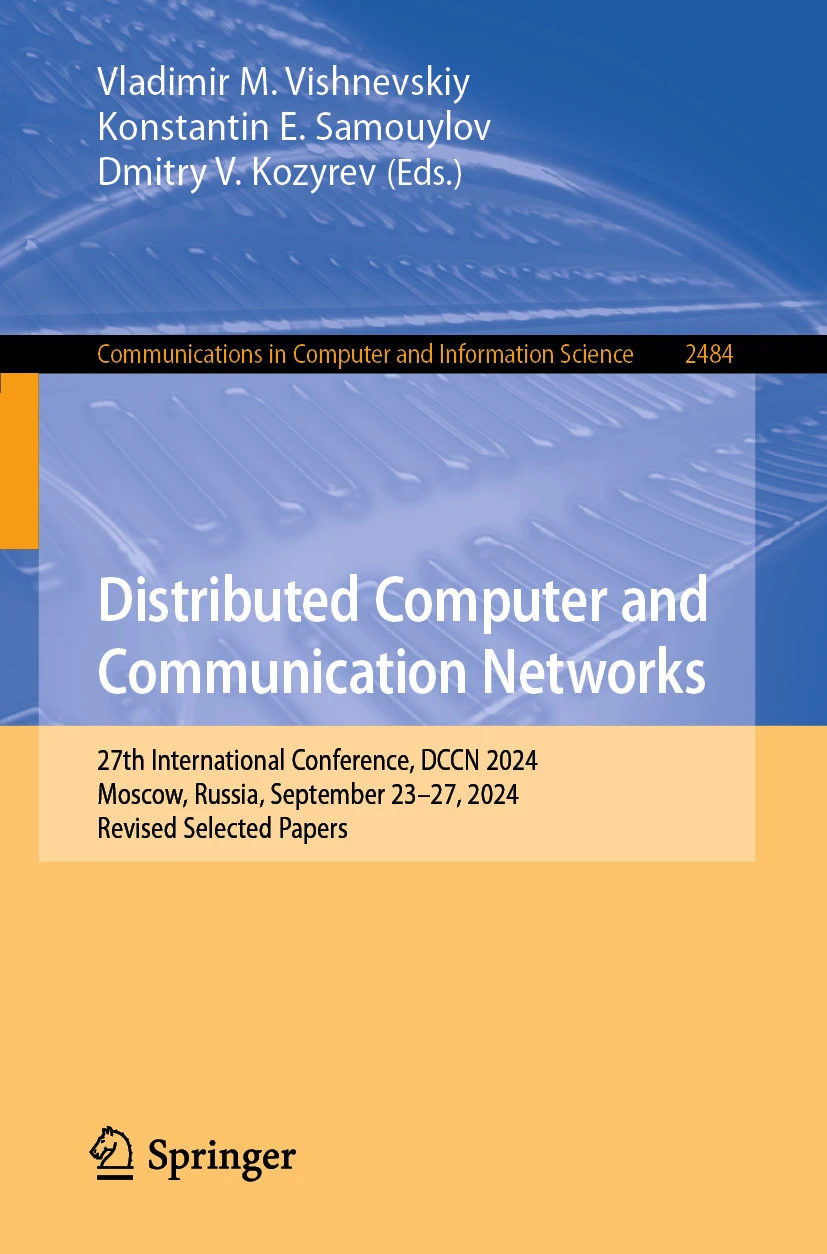 Vladimir M. Vishnevskiy
Konstantin E. Samouylov
Dmitry V. Kozyrev (Eds.)
Communications in Computer and Information Science 2484
Distributed Computer and
Communication Networks
27th International Conference, DCCN 2024
Moscow, Russia, September 23–27, 2024
Revised Selected Papers
Springer